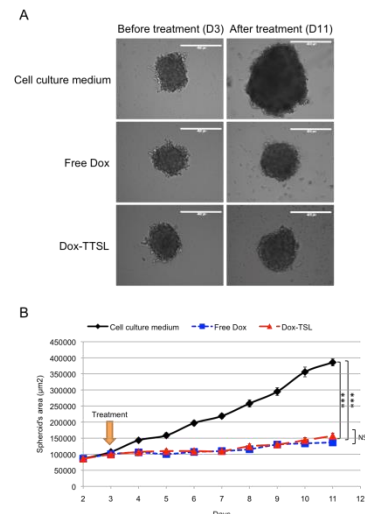 A
Before treatment (D3) After treatment (D11)
Cell culture medium
Free Dox
Dox-TTSL
B
Cell culture medium Free Dox Dox-TSL
450000
400000
350000
300000
250000
200000
150000
100000
50000
0
Spheroid's area (µm2)
Treatment
***
***
NS
2 3 4 5 6 7 8 9 10 11 12
Days